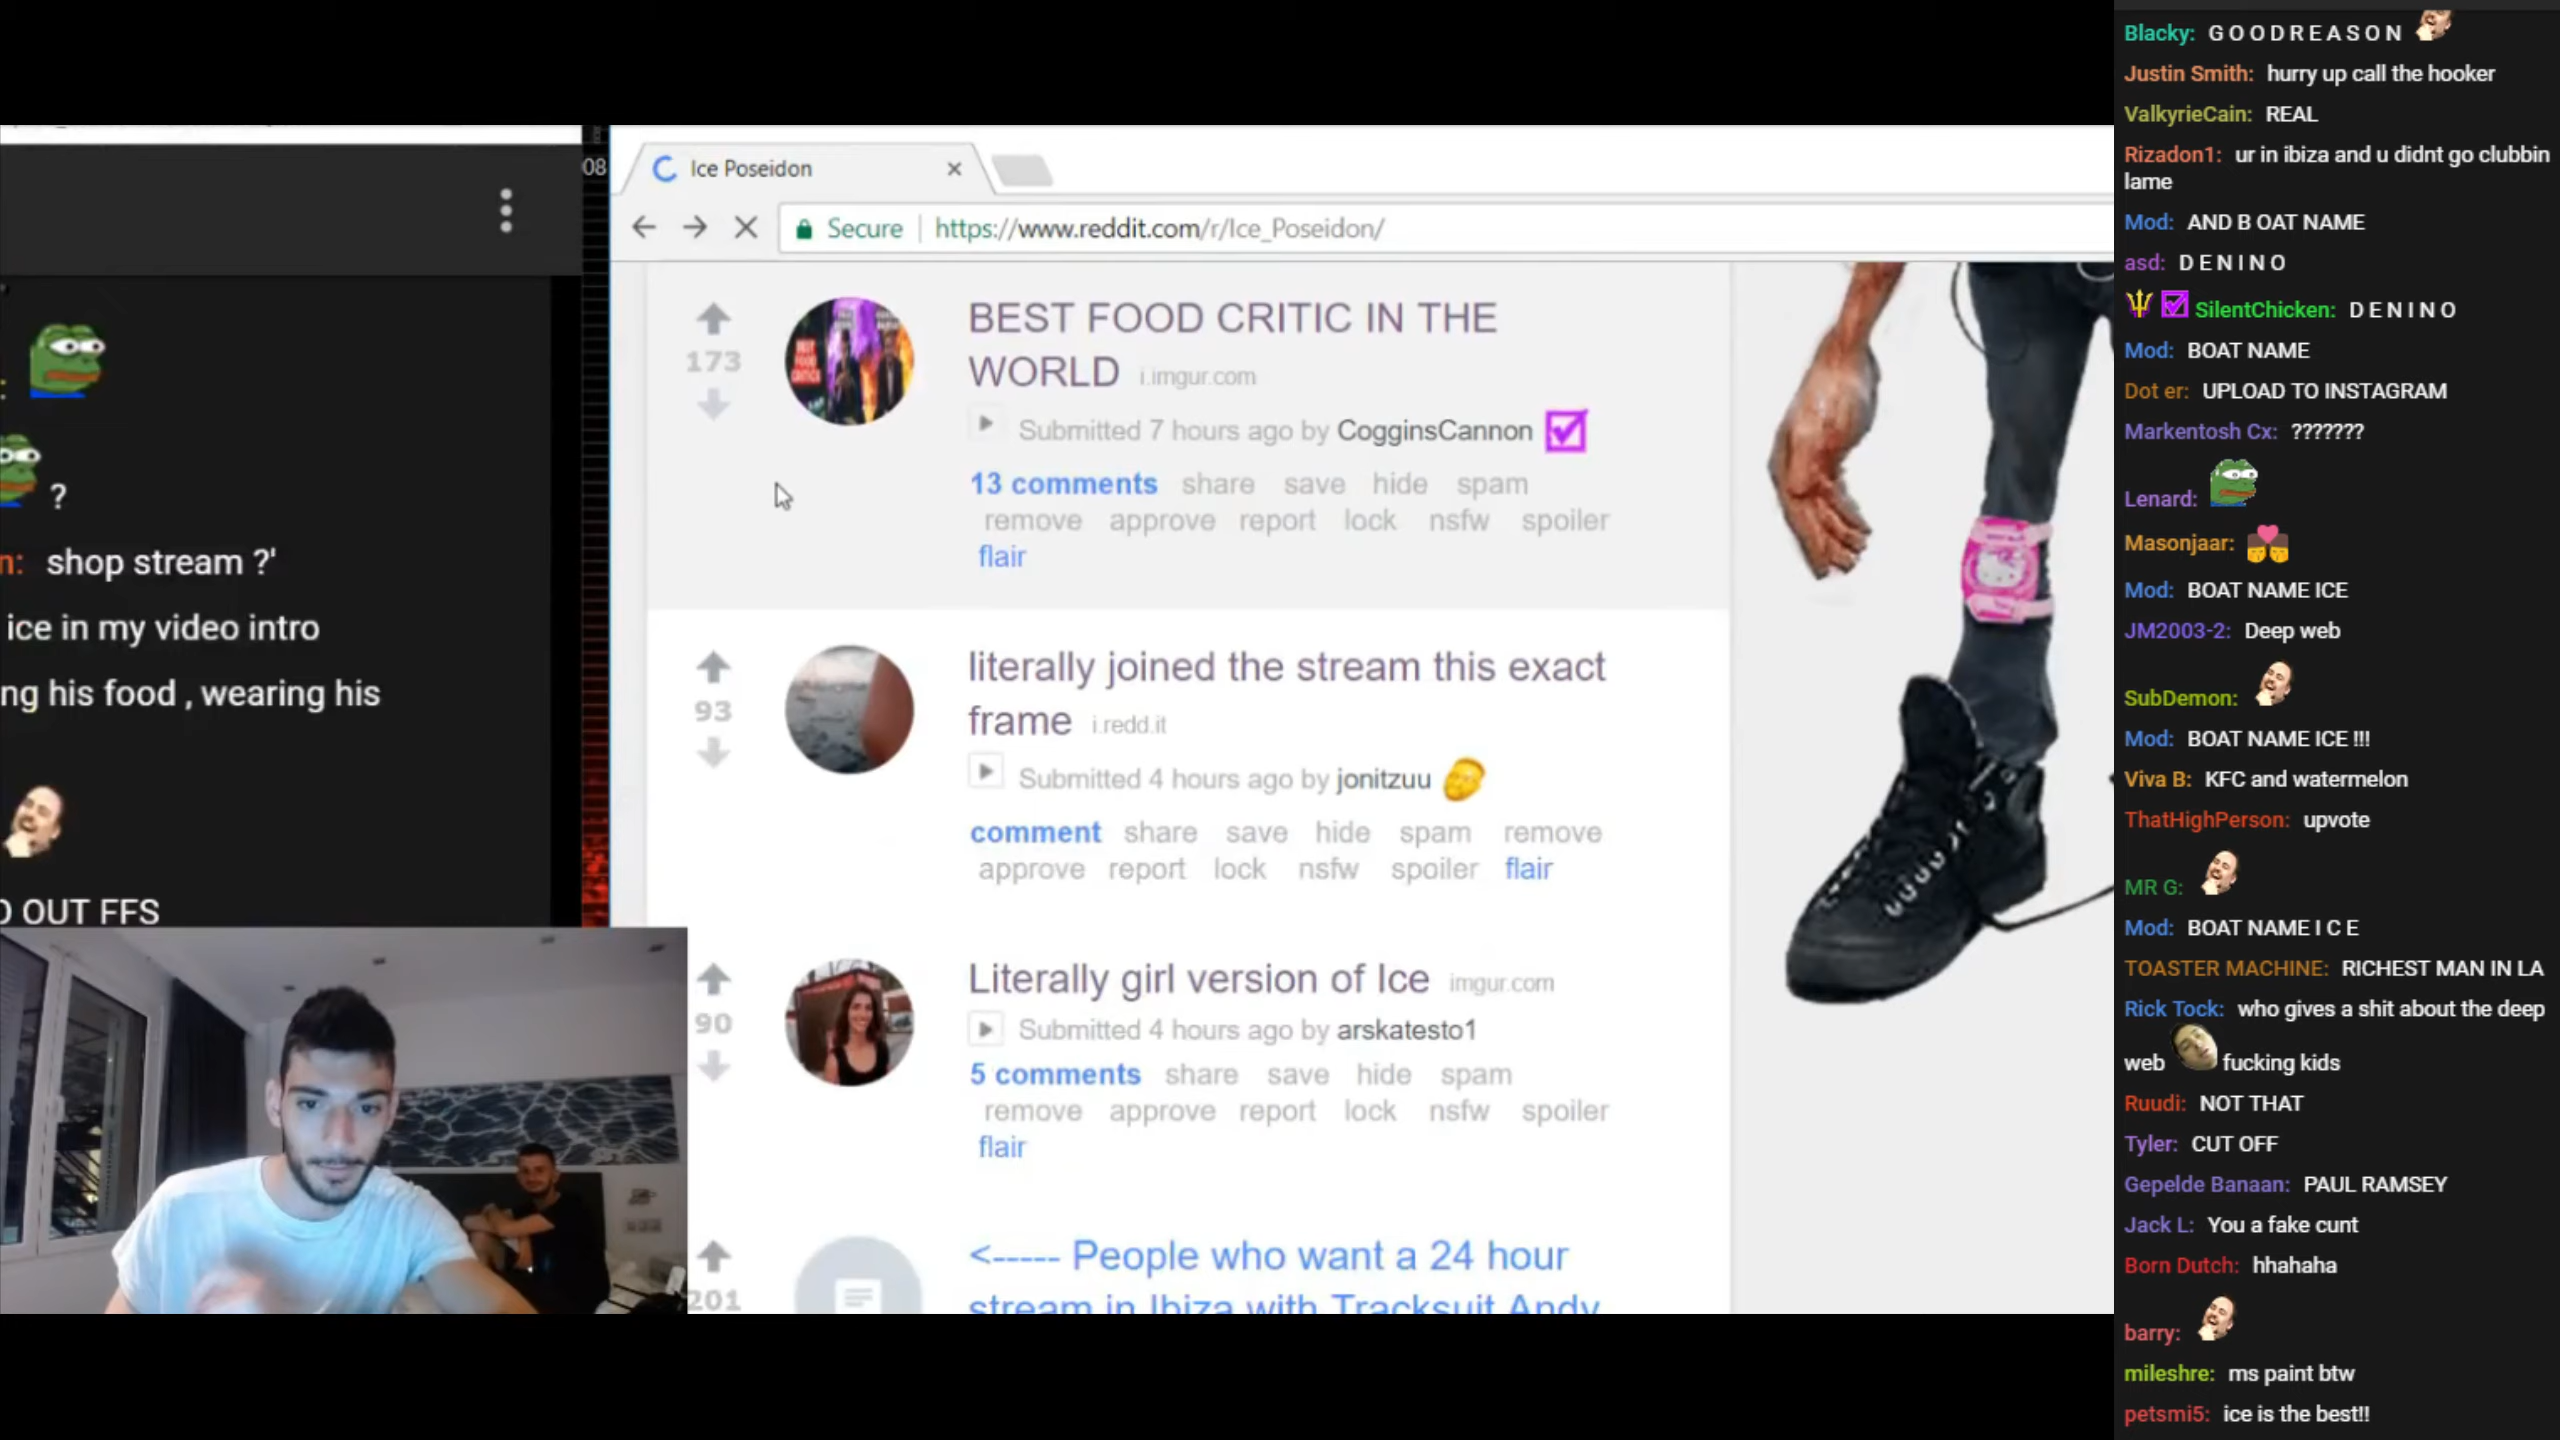 ?
n: shop stream ?'
ice in my video intro
ng his food , wearing his
OUT FFS
08
Ice Poseidon
Secure
https://www.reddit.com/r/Ice_Poseidon/
173
BEST FOOD CRITIC IN THE
WORLD i.imgur.com
Submitted 7 hours ago by CogginsCannon
13 comments share save hide spam
remove approve report lock nsfw spoiler
flair
93
literally joined the stream this exact
frame i.redd.it
Submitted 4 hours ago by jonitzuu
comment share save hide spam remove
approve report lock nsfw spoiler flair
90
Literally girl version of Ice imgur.com
Submitted 4 hours ago by arskatesto1
5 comments share save hide spam
remove approve report lock nsfw spoiler
flair
201
<----- People who want a 24 hour
stream in Ibiza with Tracksuit Andy
Blacky: G O O D R E A S O N
Justin Smith: hurry up call the hooker
ValkyrieCain: REAL
Rizadon1: ur in ibiza and u didnt go clubbin
lame
Mod: AND B OAT NAME
asd: D E N I N O
SilentChicken: D E N I N O
Mod: BOAT NAME
Dot er: UPLOAD TO INSTAGRAM
Markentosh Cx: ???????
Lenard:
Masonjaar:
Mod: BOAT NAME ICE
JM2003-2: Deep web
SubDemon:
Mod: BOAT NAME ICE !!!
Viva B: KFC and watermelon
ThatHighPerson: upvote
MR G:
Mod: BOAT NAME I C E
TOASTER MACHINE: RICHEST MAN IN LA
Rick Tock: who gives a shit about the deep
web fucking kids
Ruudi: NOT THAT
Tyler: CUT OFF
Gepelde Banaan: PAUL RAMSEY
Jack L: You a fake cunt
Born Dutch: hhahaha
barry:
mileshre: ms paint btw
petsmi5: ice is the best!!